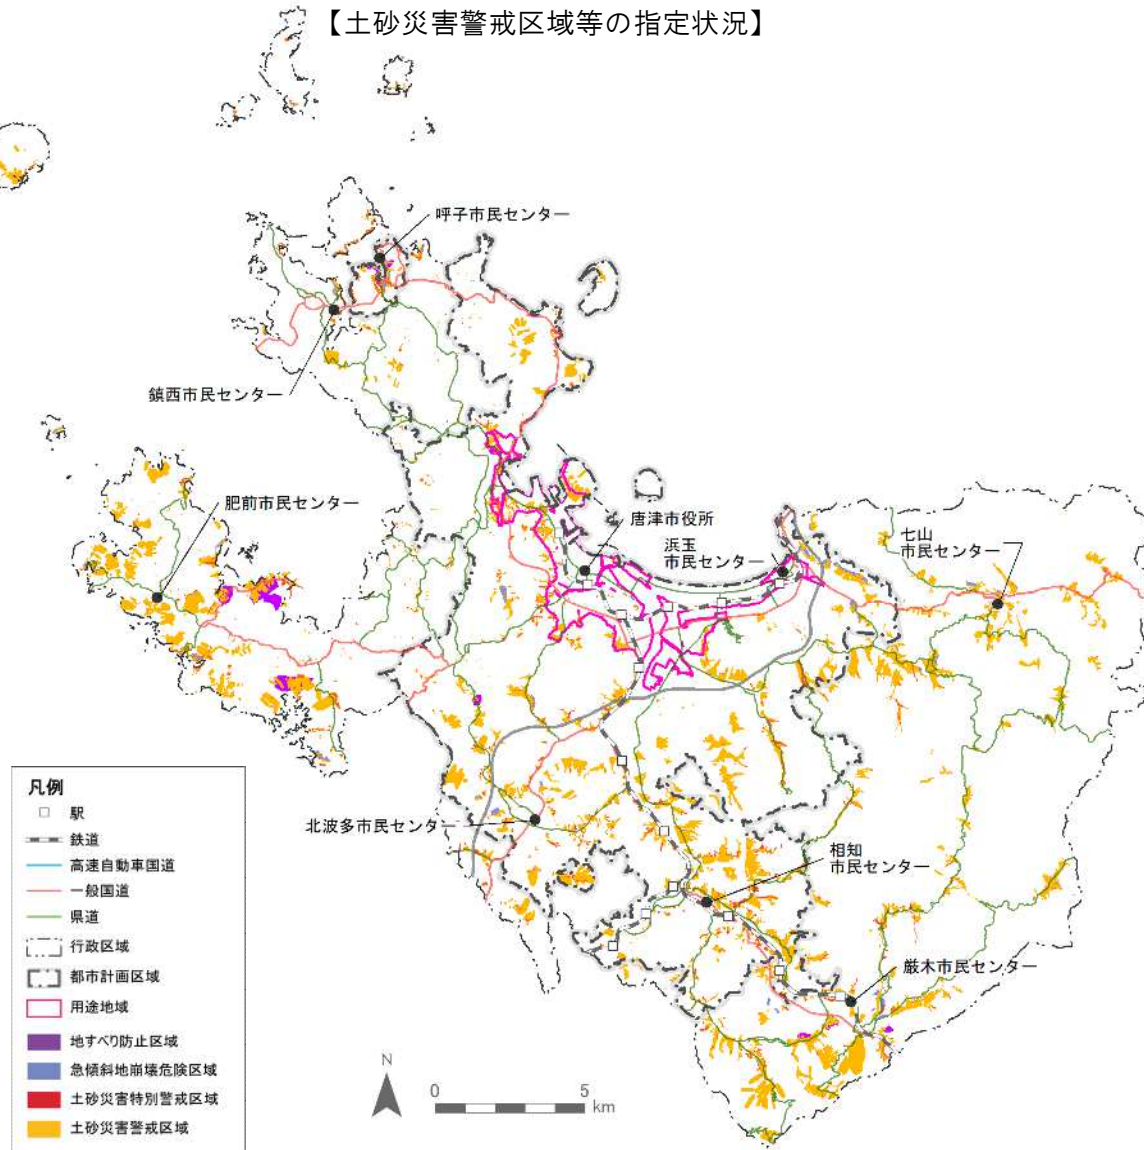 【土砂災害警戒区域等の指定状況】
呼子市民センター
鎮西市民センター
肥前市民センター
唐津市役所
浜玉
市民センター
七山
市民センター
北波多市民センター
相知
市民センター
厳木市民センター
凡例
駅
鉄道
高速自動車国道
一般国道
県道
行政区域
都市計画区域
用途地域
地すべり防止区域
急傾斜地崩壊危険区域
土砂災害特別警戒区域
土砂災害警戒区域
N
0 5
km